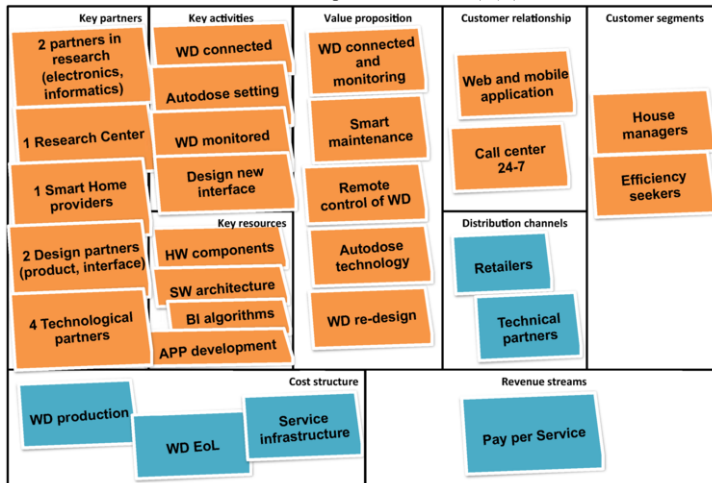 Key partners
2 partners in
research
(electronics,
informatics)
1 Research Center
1 Smart Home
providers
2 Design partners
(product, interface)
4 Technological
partners
Key activities
WD connected
Autodose setting
WD monitored
Design new
interface
Key resources
HW components
SW architecture
BI algorithms
APP development
Value proposition
WD connected
and
monitoring
Smart
maintenance
Remote
control of WD
Autodose
technology
WD re-design
Customer relationship
Web and mobile
application
Call center
24-7
Distribution channels
Retailers
Technical
partners
Customer segments
House
managers
Efficiency
seekers
Cost structure
WD production
WD EoL
Service
infrastructure
Revenue streams
Pay per Service